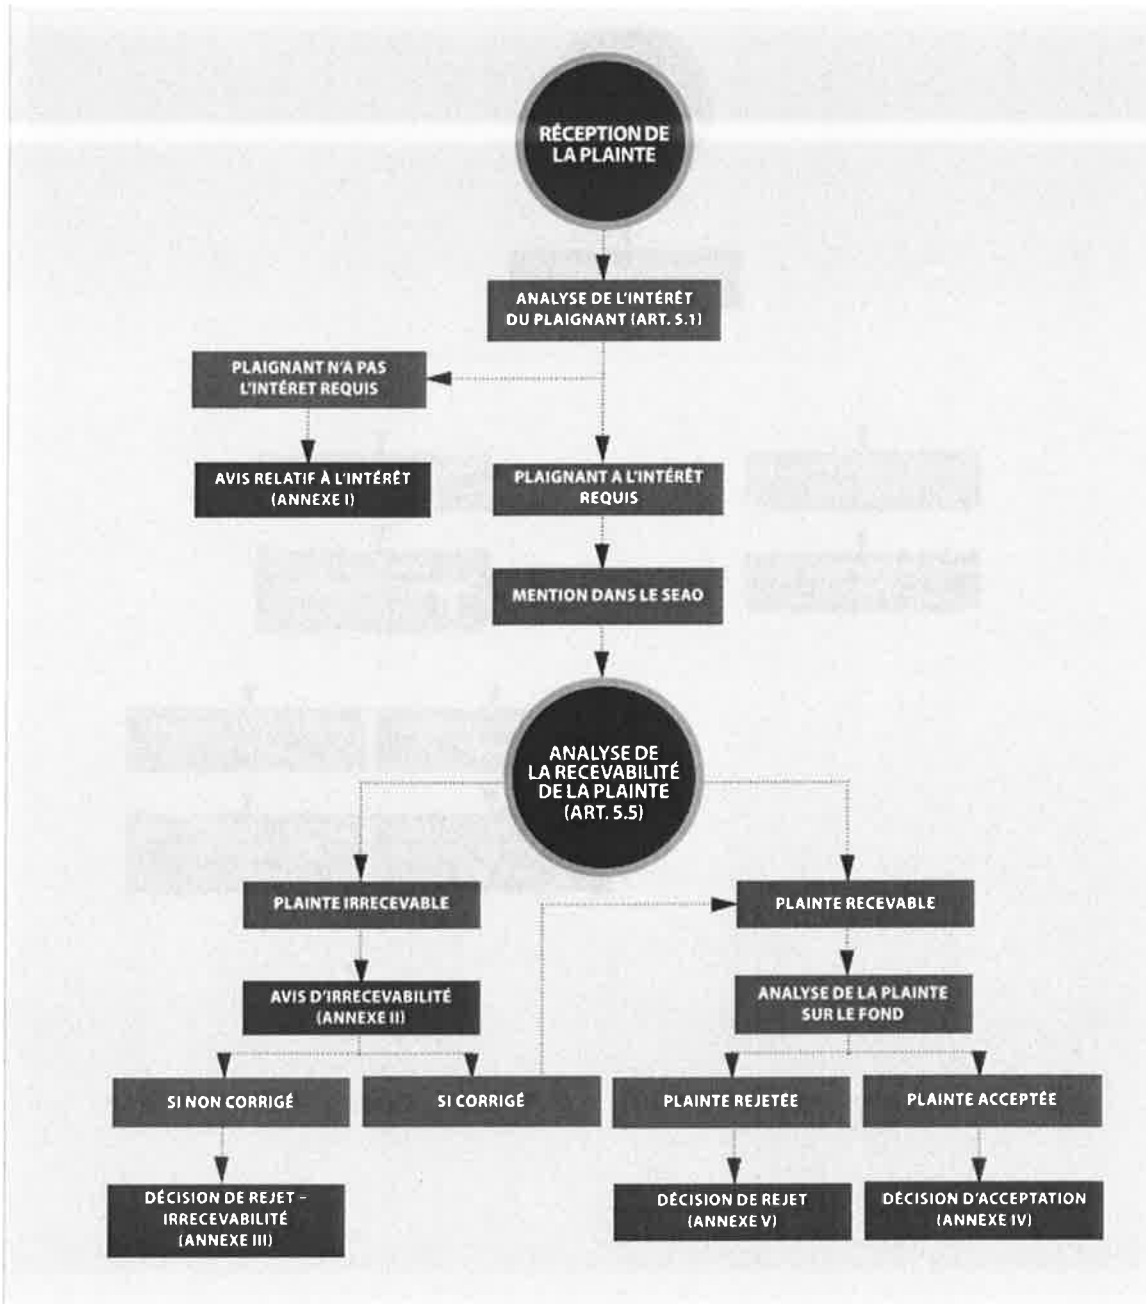 RÉCEPTION DE
LA PLAINTE
ANALYSE DE L'INTÉRÊT
DU PLAIGNANT (ART. 5.1)
PLAIGNANT N'A PAS
L'INTÉRET REQUIS
AVIS RELATIF À L'INTÉRÊT
(ANNEXE I)
PLAIGNANT A L'INTÉRÊT
REQUIS
MENTION DANS LE SEAO
ANALYSE DE
LA RECEVABILITÉ
DE LA PLAINTE
(ART. 5.5)
PLAINTE IRRECEVABLE
PLAINTE RECEVABLE
AVIS D'IRRECEVABILITÉ
(ANNEXE II)
ANALYSE DE LA PLAINTE
SUR LE FOND
SI NON CORRIGÉ
SI CORRIGÉ
PLAINTE REJETÉE
PLAINTE ACCEPTÉE
DÉCISION DE REJET –
IRRECEVABILITÉ
(ANNEXE III)
DÉCISION DE REJET
(ANNEXE V)
DÉCISION D'ACCEPTATION
(ANNEXE IV)